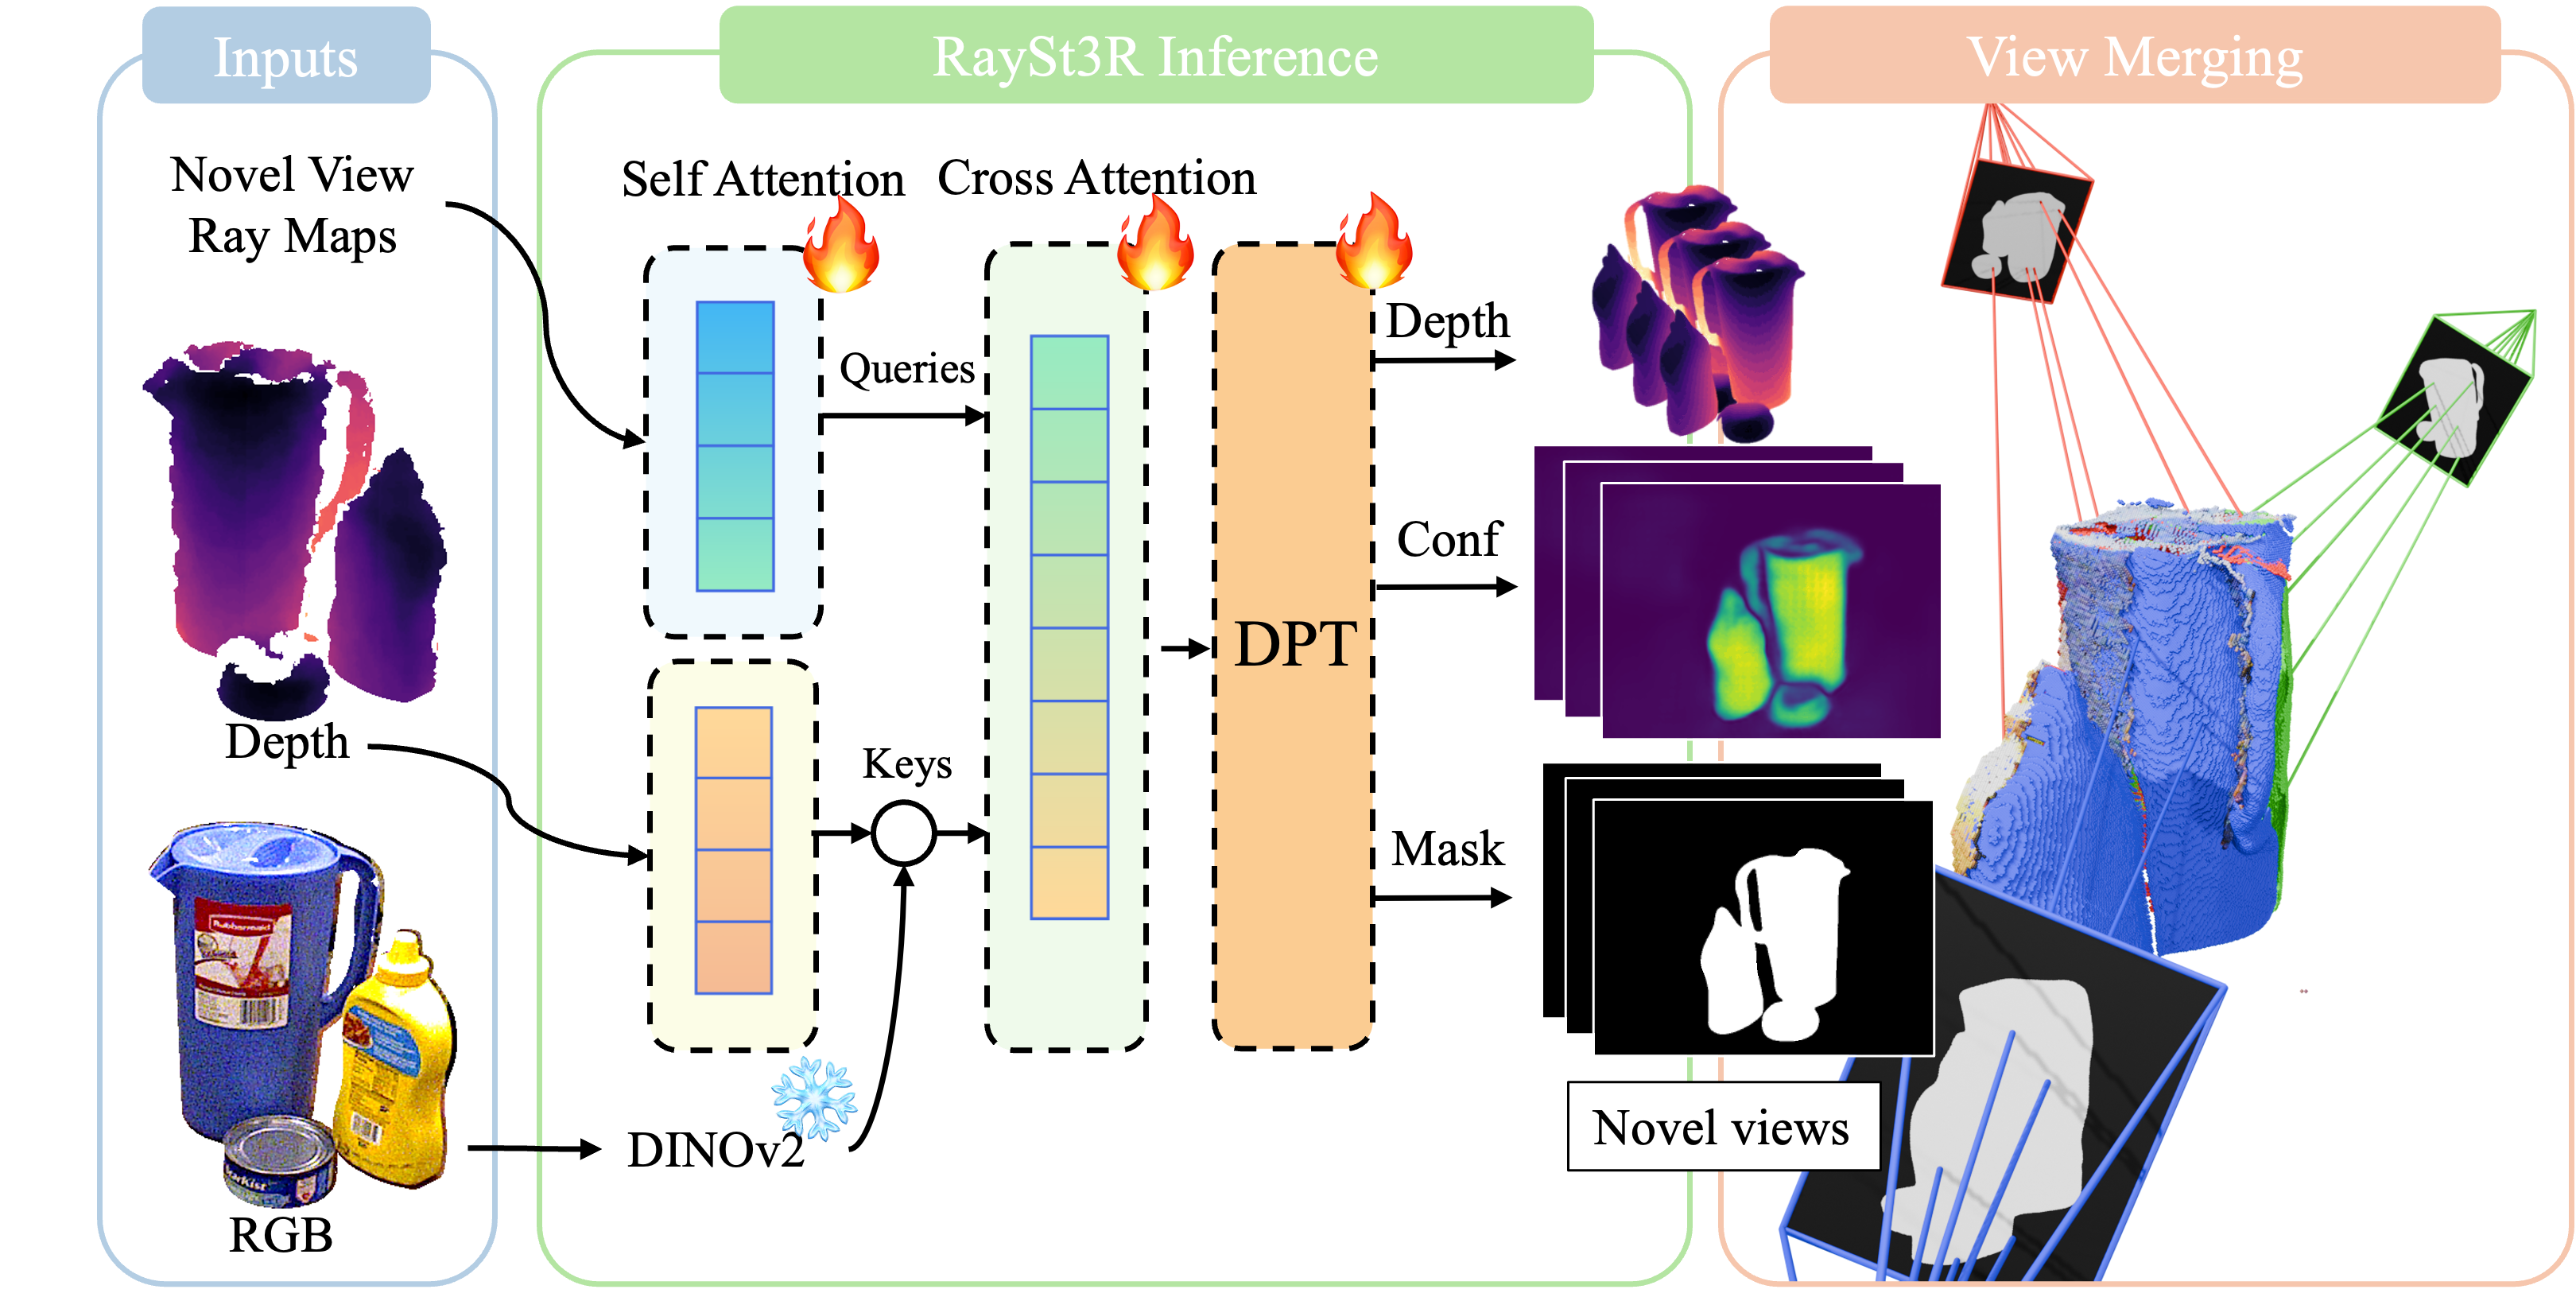 Inputs
RaySt3R Inference
View Merging
Novel View
Ray Maps
Self Attention
Cross Attention
Depth
Queries
Conf
DPT
Depth
Keys
Mask
Rubbermaid
Novel views
DINOv2
RGB